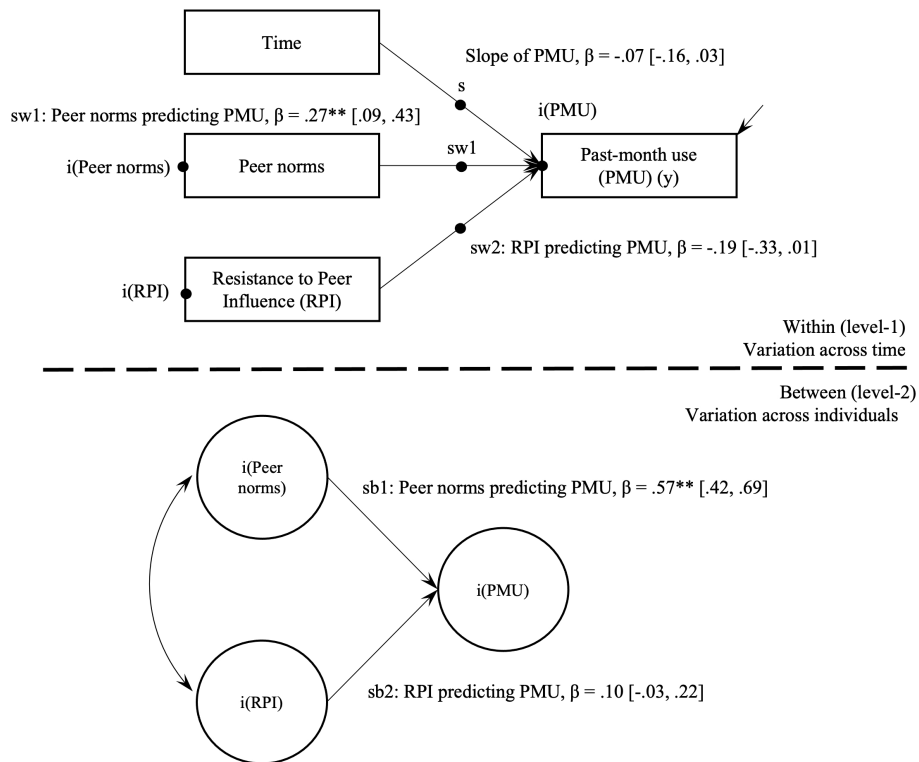 Time
Slope of PMU, β = -.07 [-.16, .03]
s
sw1: Peer norms predicting PMU, β = .27** [.09, .43]
i(PMU)
i(Peer norms)
Peer norms
sw1
Past-month use
(PMU) (y)
sw2: RPI predicting PMU, β = -.19 [-.33, .01]
i(RPI)
Resistance to Peer
Influence (RPI)
Within (level-1)
Variation across time
Between (level-2)
Variation across individuals
i(Peer
norms)
sb1: Peer norms predicting PMU, β = .57** [.42, .69]
i(PMU)
i(RPI)
sb2: RPI predicting PMU, β = .10 [-.03, .22]